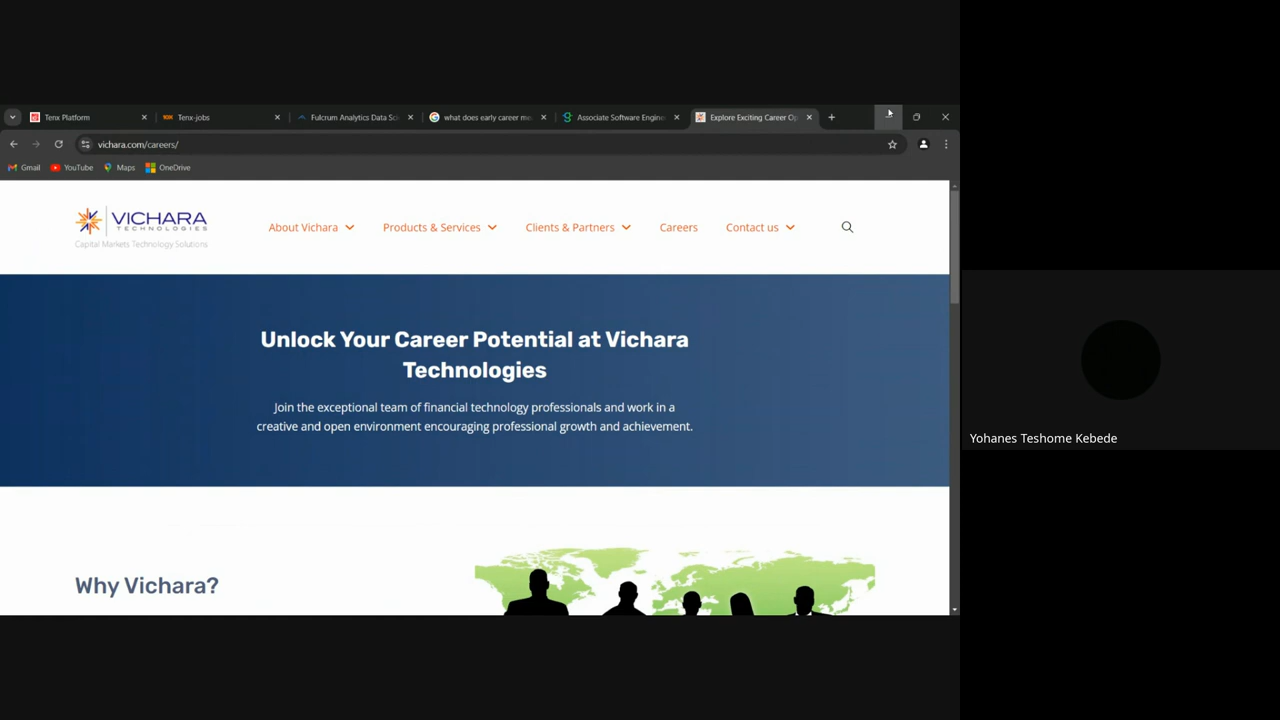 Tenx Platform
Tenx-jobs
Fulcrum Analytics Data Sc
what does early career me
Associate Software Engin
Explore Exciting Career Op
vichara.com/careers/
Gmail
YouTube
Maps
OneDrive
VICHARA
TECHNOLOGIES
Capital Markets Technology Solutions
About Vichara
Products & Services
Clients & Partners
Careers
Contact us
Unlock Your Career Potential at Vichara
Technologies
Join the exceptional team of financial technology professionals and work in a
creative and open environment encouraging professional growth and achievement.
Why Vichara?
Yohanes Teshome Kebede